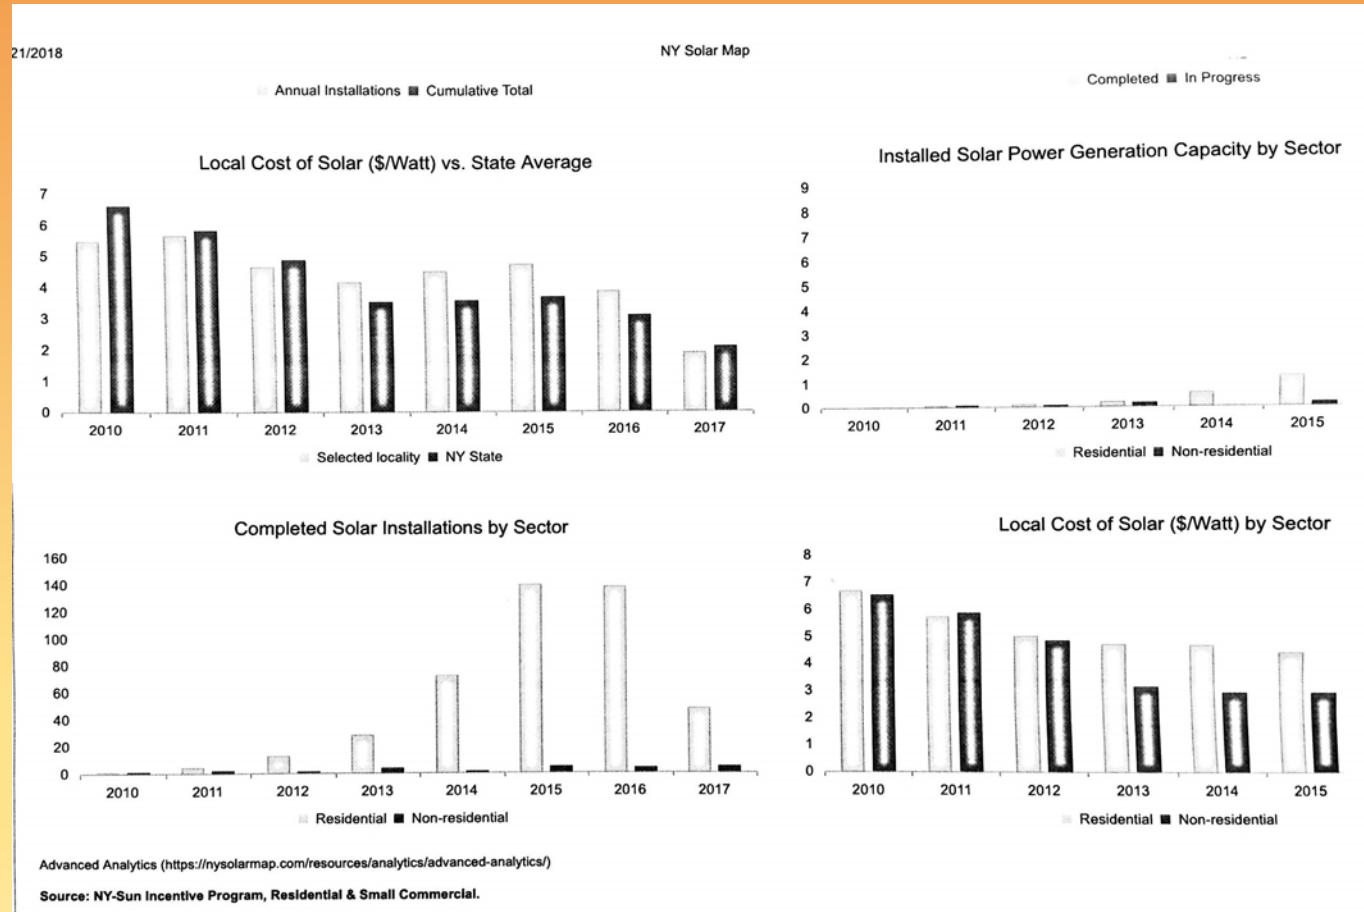 21/2018
NY Solar Map
Annual Installations Cumulative Total
Completed In Progress
Local Cost of Solar ($/Watt) vs. State Average
7
6
5
4
3
2
1
0
2010 2011 2012 2013 2014 2015 2016 2017
Selected locality NY State
Installed Solar Power Generation Capacity by Sector
9
8
7
6
5
4
3
2
1
0
2010 2011 2012 2013 2014 2015
Residential Non-residential
Completed Solar Installations by Sector
160
140
120
100
80
60
40
20
0
2010 2011 2012 2013 2014 2015 2016 2017
Residential Non-residential
Local Cost of Solar ($/Watt) by Sector
8
7
6
5
4
3
2
1
0
2010 2011 2012 2013 2014 2015
Residential Non-residential
Advanced Analytics (https://nysolarmap.com/resources/analytics/advanced-analytics/)
Source: NY-Sun Incentive Program, Residential & Small Commercial.